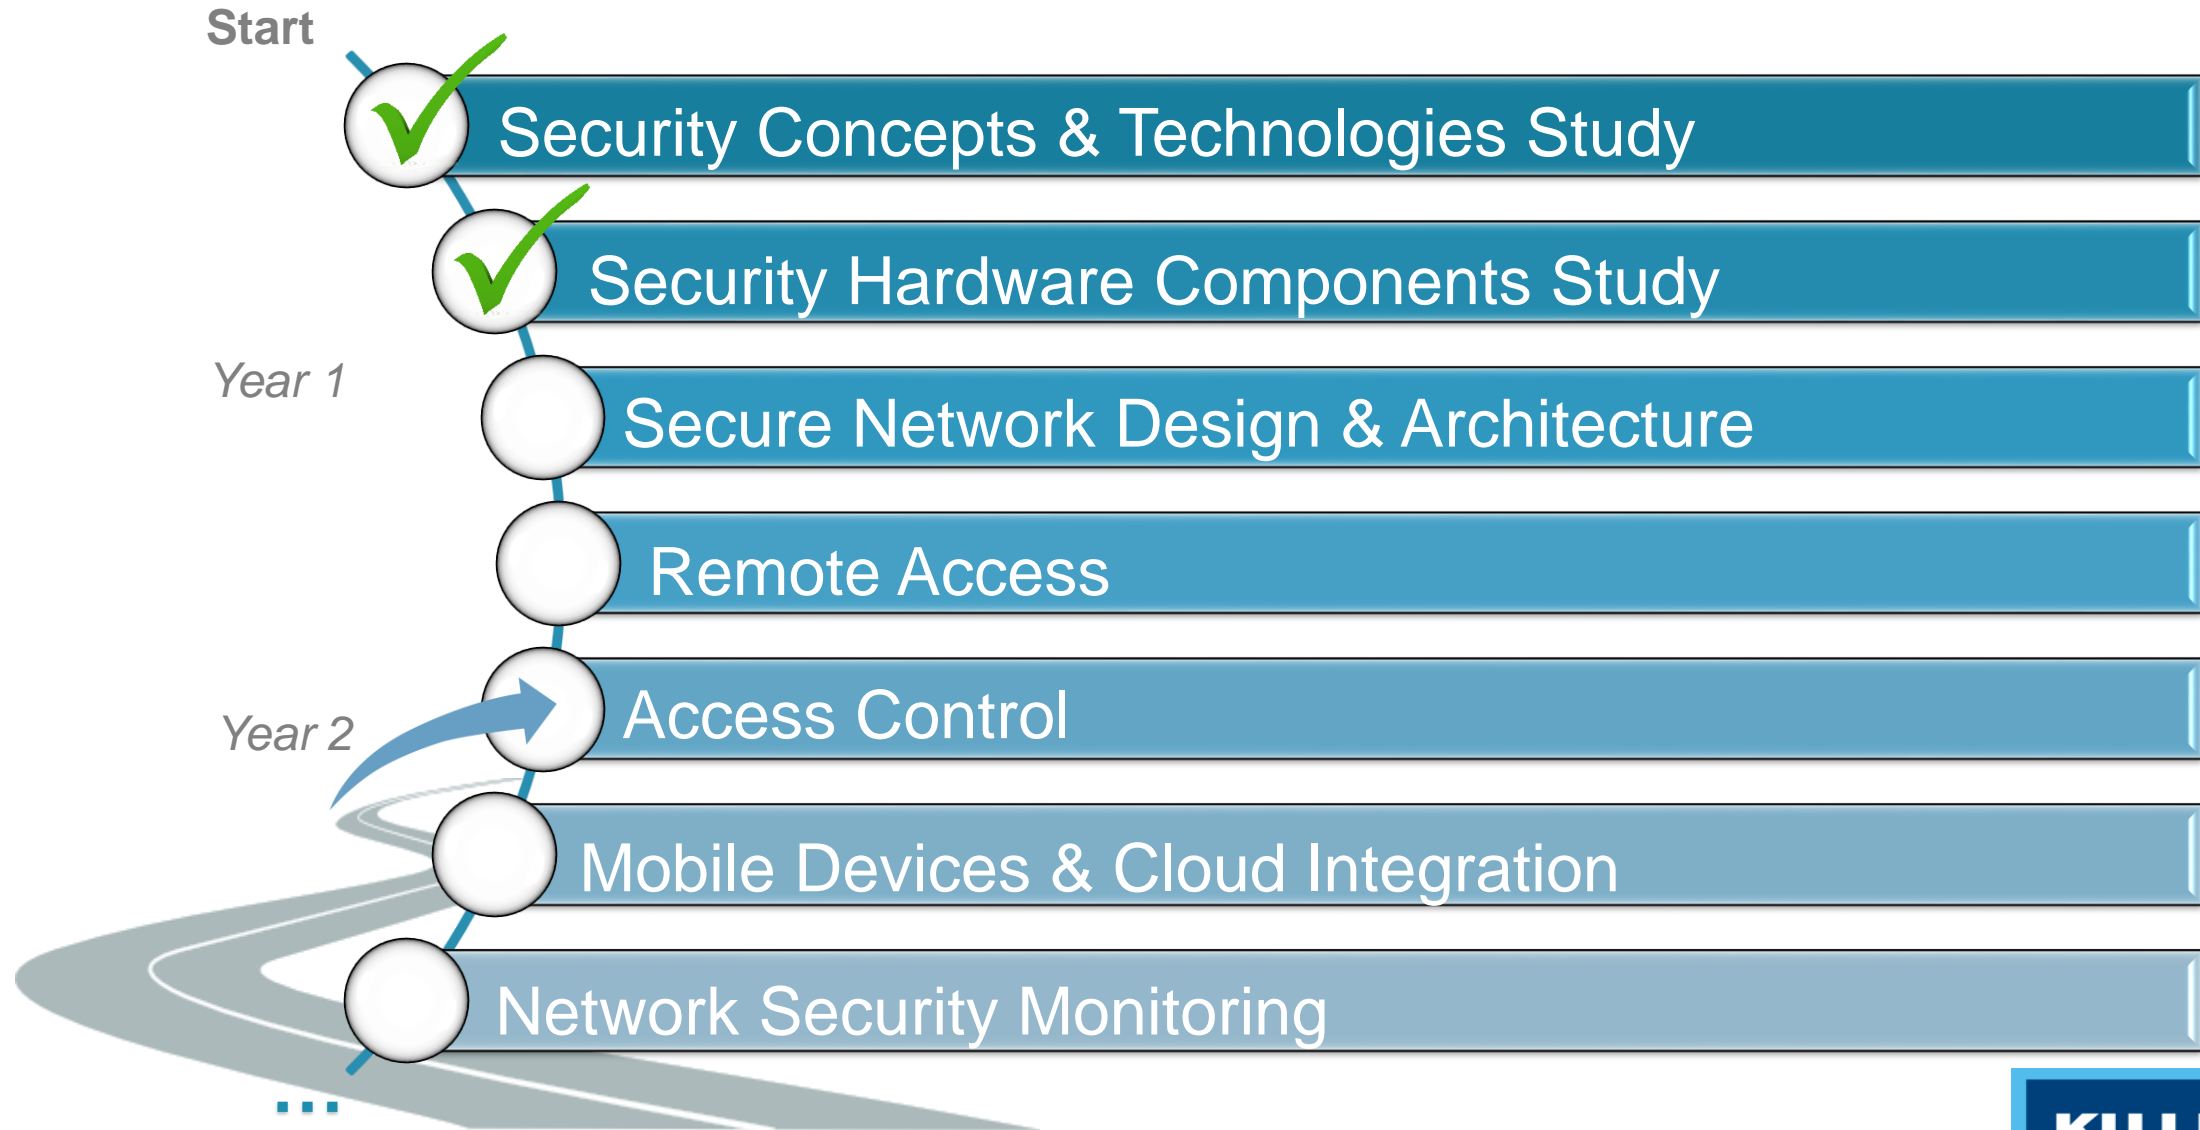 Start
Security Concepts & Technologies Study
Security Hardware Components Study
Year 1
Secure Network Design & Architecture
Remote Access
Access Control
Year 2
Mobile Devices & Cloud Integration
Network Security Monitoring
...